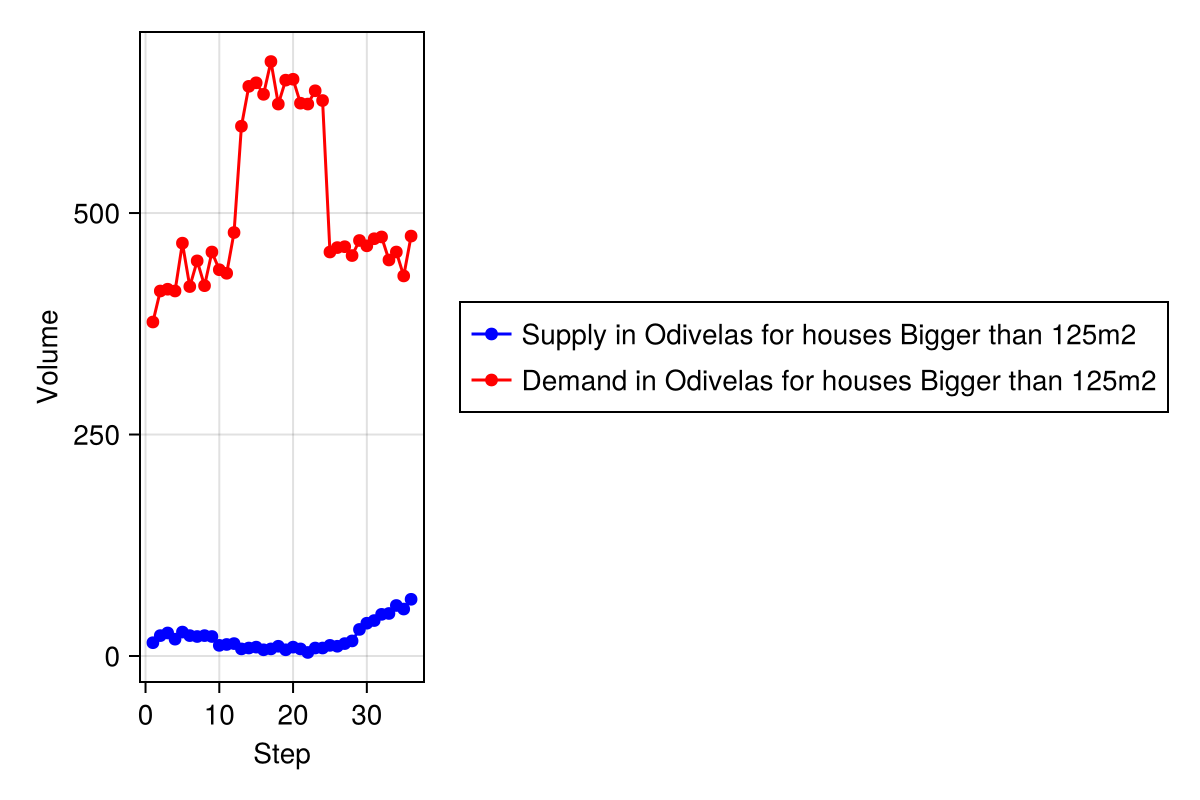 Volume
500
250
0
0 10 20 30
Step
Supply in Odivelas for houses Bigger than 125m2
Demand in Odivelas for houses Bigger than 125m2